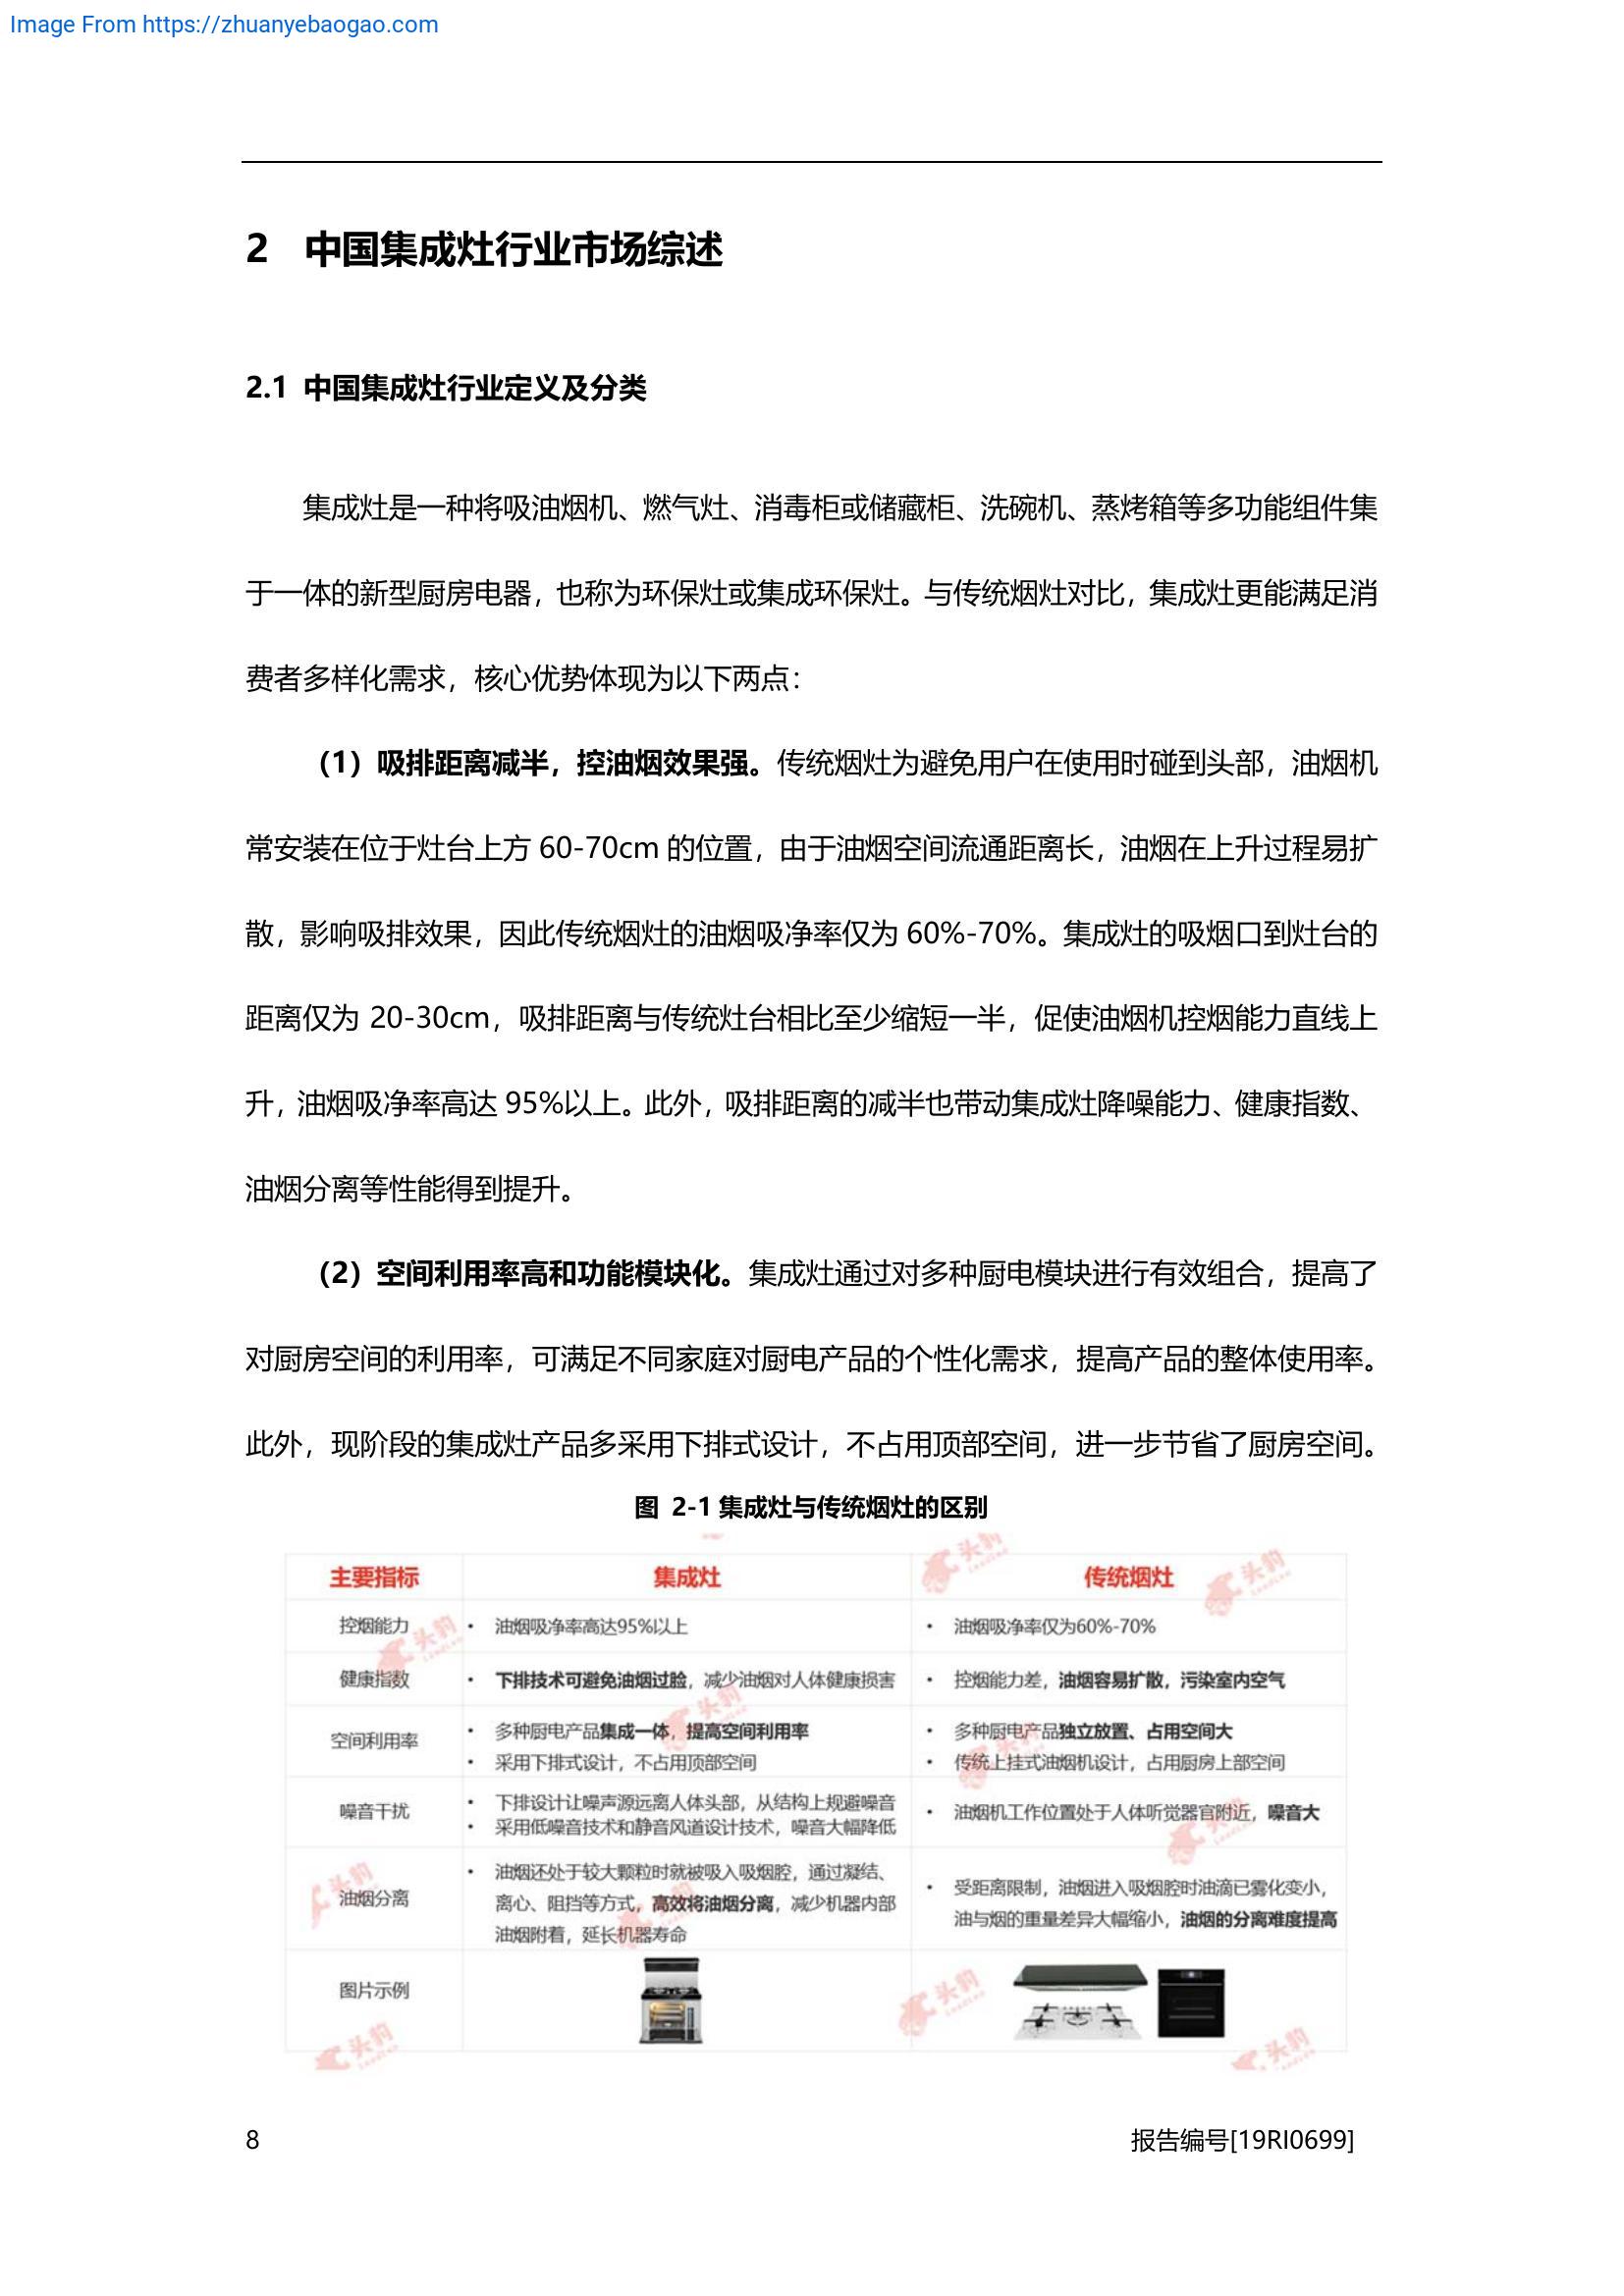 Image From https://zhuanyebaogao.com
2 中国集成灶行业市场综述
2.1 中国集成灶行业定义及分类
集成灶是一种将吸油烟机、燃气灶、消毒柜或储藏柜、洗碗机、蒸烤箱等多功能组件集
于一体的新型厨房电器，也称为环保灶或集成环保灶。与传统烟灶对比，集成灶更能满足消
费者多样化需求，核心优势体现为以下两点：
（1）吸排距离减半，控油烟效果强。传统烟灶为避免用户在使用时碰到头部，油烟机
常安装在位于灶台上方 60-70cm 的位置，由于油烟空间流通距离长，油烟在上升过程易扩
散，影响吸排效果，因此传统烟灶的油烟吸净率仅为 60%-70%。集成灶的吸烟口到灶台的
距离仅为 20-30cm，吸排距离与传统灶台相比至少缩短一半，促使油烟机控烟能力直线上
升，油烟吸净率高达 95%以上。此外，吸排距离的减半也带动集成灶降噪能力、健康指数、
油烟分离等性能得到提升。
（2）空间利用率高和功能模块化。集成灶通过对多种厨电模块进行有效组合，提高了
对厨房空间的利用率，可满足不同家庭对厨电产品的个性化需求，提高产品的整体使用率。
此外，现阶段的集成灶产品多采用下排式设计，不占用顶部空间，进一步节省了厨房空间。
图 2-1 集成灶与传统烟灶的区别
主要指标 集成灶 传统烟灶
控烟能力 • 油烟吸净率高达95%以上 • 油烟吸净率仅为60%-70%
健康指数 • 下排技术可避免油烟过脸，减少油烟对人体健康损害 • 控烟能力差，油烟容易扩散，污染室内空气
空间利用率
• 多种厨电产品集成一体，提高空间利用率
• 采用下排式设计，不占用顶部空间
• 多种厨电产品独立放置、占用空间大
• 传统上挂式油烟机设计，占用厨房上部空间
噪音干扰
• 下排设计让噪声源远离人体头部，从结构上规避噪音
• 采用低噪音技术和静音风道设计技术，噪音大幅降低
• 油烟机工作位置处于人体听觉器官附近，噪音大
油烟分离
• 油烟还处于较大颗粒时就被吸入吸烟腔，通过凝结、
离心、阻挡等方式，高效将油烟分离，减少机器内部
油烟附着，延长机器寿命
• 受距离限制，油烟进入吸烟腔时油滴已雾化变小，
油与烟的重量差异大幅缩小，油烟的分离难度提高
图片示例
8 报告编号[19RI0699]